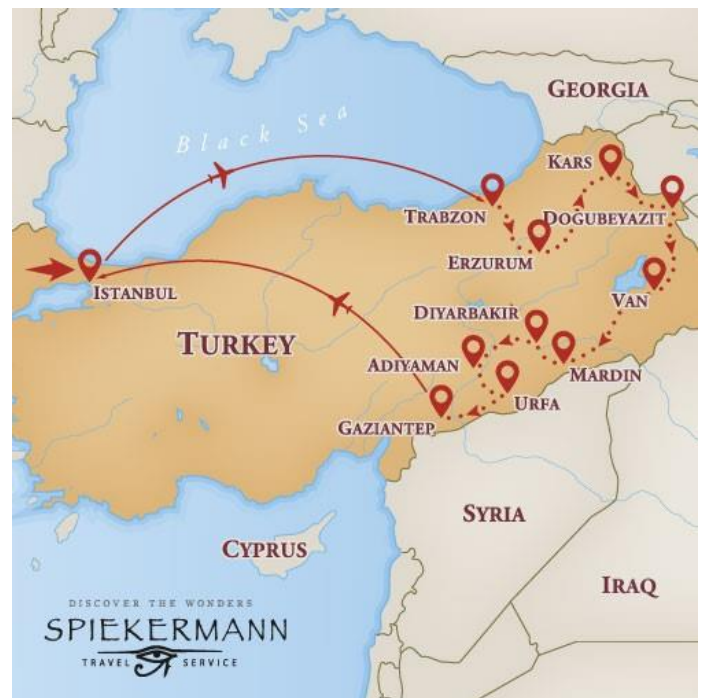 GEORGIA
Black Sea
KARS
TRABZON
DOĞUBEYAZIT
ERZURUM
ISTANBUL
VAN
DIYARBAKIR
TURKEY
ADIYAMAN
MARDIN
URFA
GAZIANTEP
SYRIA
CYPRUS
IRAQ
DISCOVER THE WONDERS
SPIEKERMANN
TRAVEL SERVICE